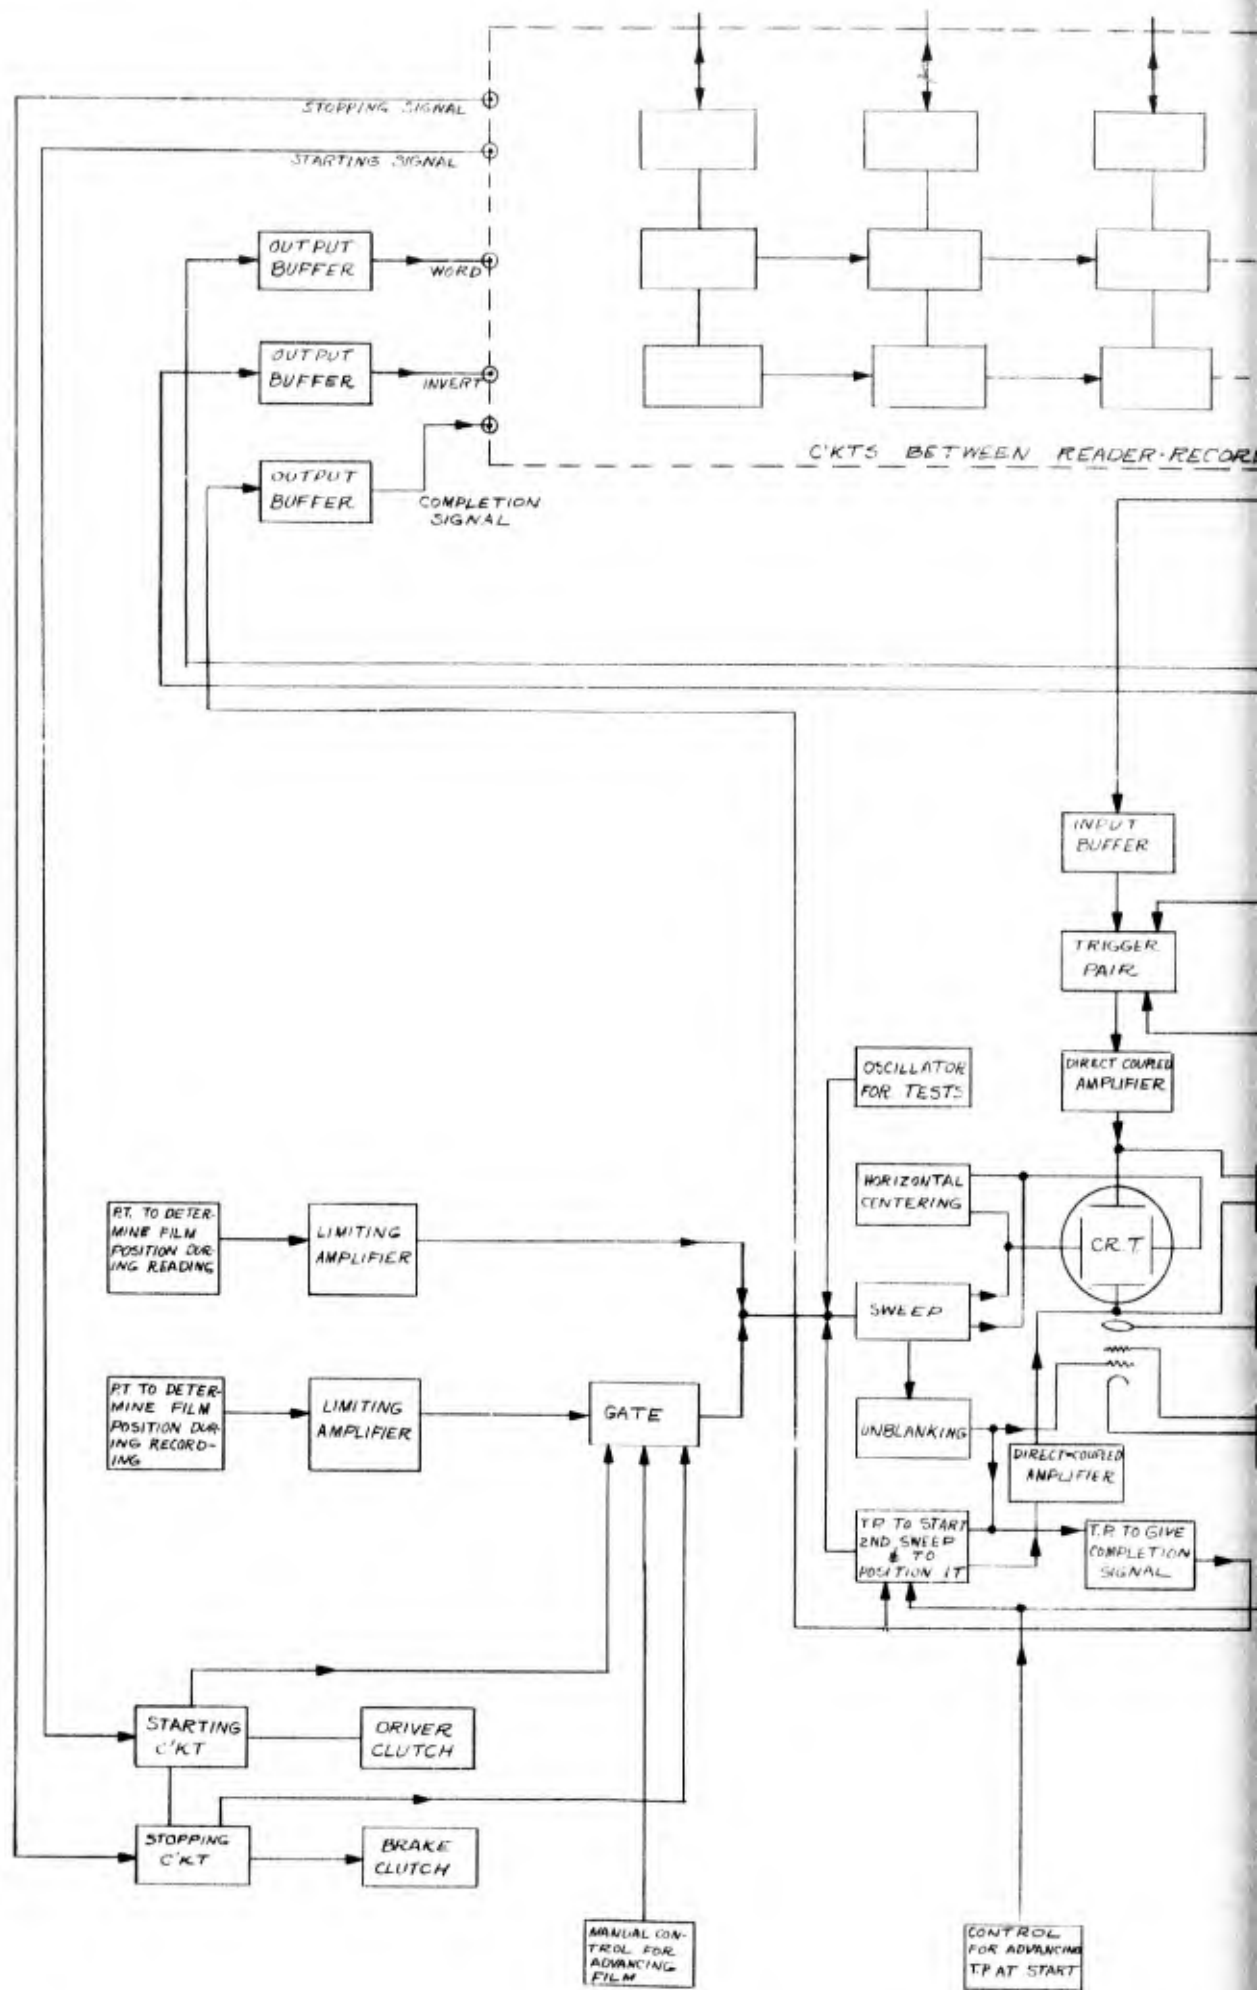 STOPPING SIGNAL
STARTING SIGNAL
OUTPUT
BUFFER
WORD
OUTPUT
BUFFER
INVERT
C'KTS BETWEEN READER-RECORD
OUTPUT
BUFFER
COMPLETION
SIGNAL
INPUT
BUFFER
TRIGGER
PAIR
DIRECT COUPLED
AMPLIFIER
OSCILLATOR
FOR TESTS
HORIZONTAL
CENTERING
C.R.T.
P.T. TO DETER-
MINE FILM
POSITION DUR-
ING READING
LIMITING
AMPLIFIER
SWEEP
P.T. TO DETER-
MINE FILM
POSITION DUR-
ING RECORD-
ING
LIMITING
AMPLIFIER
GATE
UNBLANKING
DIRECT-COUPLED
AMPLIFIER
T.P. TO START
2ND SWEEP
& TO
POSITION IT
T.P. TO GIVE
COMPLETION
SIGNAL
STARTING
C'KT
DRIVER
CLUTCH
STOPPING
C'KT
BRAKE
CLUTCH
MANUAL CON-
TROL FOR
ADVANCING
FILM
CONTROL
FOR ADVANCING
T.P. AT START